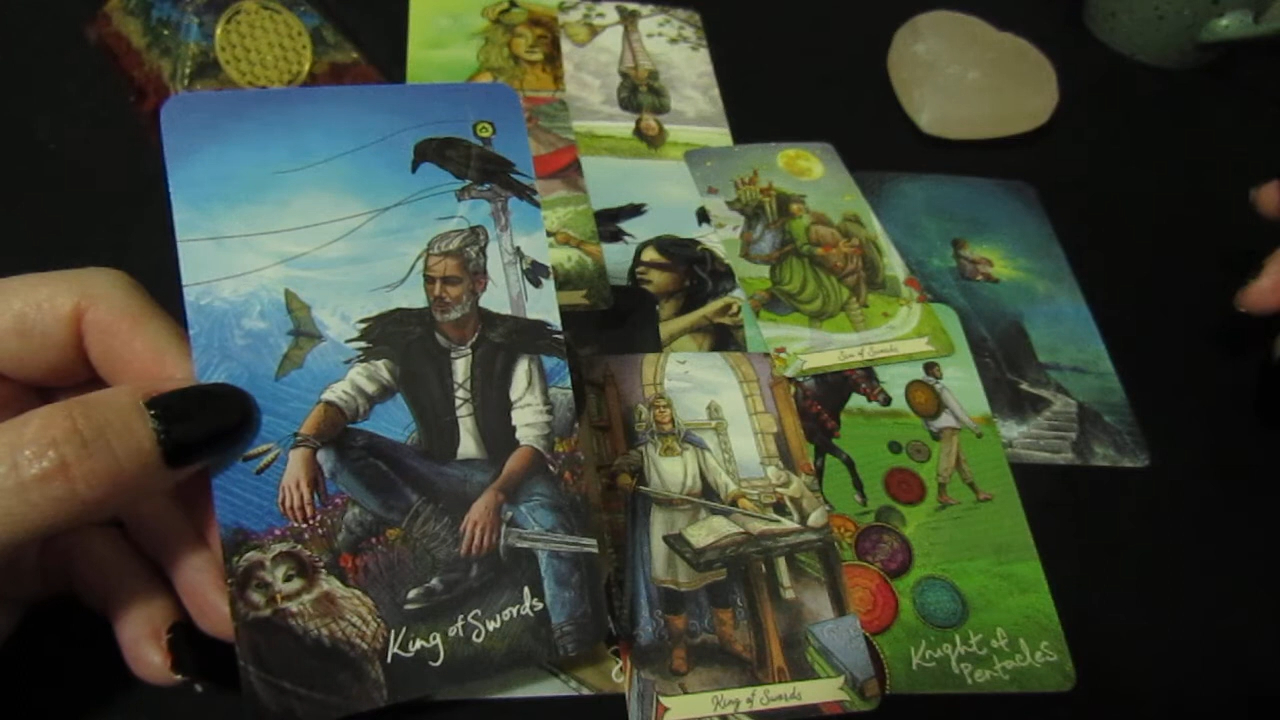 Six of Swords
King of Swords
Knight of
Pentacles
King of Swords